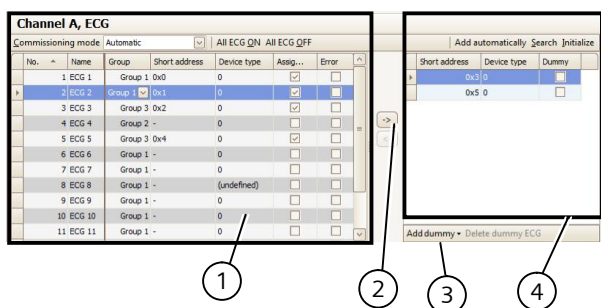 Channel A, ECG
Commissioning mode Automatic All ECG ON All ECG OFF
Add automatically Search Initialize
No. Name Group Short address Device type Assig... Error
1 ECG 1 Group 1 0x0 0
2 ECG 2 Group 1 0x1 0
3 ECG 3 Group 3 0x2 0
4 ECG 4 Group 2 - 0
5 ECG 5 Group 3 0x4 0
6 ECG 6 Group 1 - 0
7 ECG 7 Group 1 - 0
8 ECG 8 Group 1 - (undefined)
9 ECG 9 Group 1 - 0
10 ECG 10 Group 1 - 0
11 ECG 11 Group 1 - 0
->
<
Short address Device type Dummy
0x3 0
0x5 0
Add dummy Delete dummy ECG
1
2
3
4